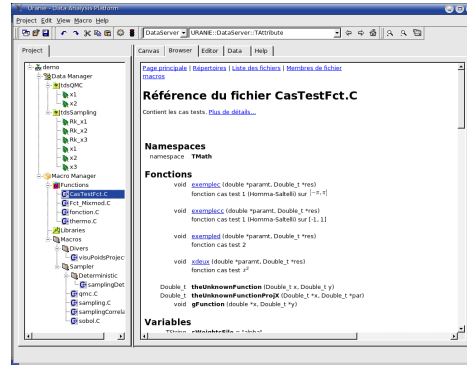 Uranie - Data Analysis Platform
Project Edit View Macro Help
DataServer URANIE::DataServer::TAttribute
Project
Canvas Browser Editor Data Help
demo
Data Manager
tdsQMC
x1
x2
tdsSampling
Rk_x1
Rk_x2
Rk_x3
x1
x2
x3
Macro Manager
Functions
CasTestFct.C
Fct_Mixmod.C
fonction.C
thermo.C
Libraries
Macros
Divers
visuPoidsProjec
Sampler
Deterministic
samplingDet
qmc.C
sampling.C
samplingCorrela
sobol.C
Page principale | Répertoires | Liste des fichiers | Membres de fichier
macros
Référence du fichier CasTestFct.C
Contient les cas tests. Plus de détails...
Namespaces
namespace TMath
Fonctions
void exemplec (double *paramt, Double_t *res)
fonction cas test 1 (Homma-Saltelli) sur [−π, π]
void exemplecc (double *paramt, Double_t *res)
fonction cas test 1 (Homma-Saltelli) sur [-1, 1]
void exempled (double *paramt, Double_t *res)
fonction cas test 2
void xdeux (double *paramt, Double_t *res)
fonction cas test x²
Double_t theUnknownFunction (Double_t x, Double_t y)
Double_t theUnknownFunctionProjX (Double_t *x, Double_t *par)
void gFunction (double *x, Double_t *y)
Variables
TString sWeightsFile = "alpha"